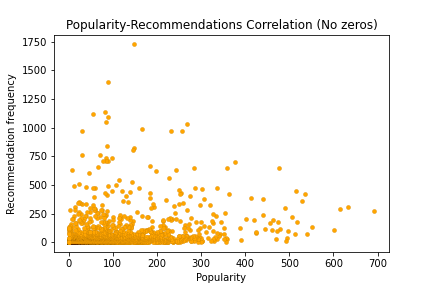 Popularity-Recommendations Correlation (No zeros)
1750
1500
1250
1000
750
500
250
0
Recommendation frequency
0 100 200 300 400 500 600 700
Popularity